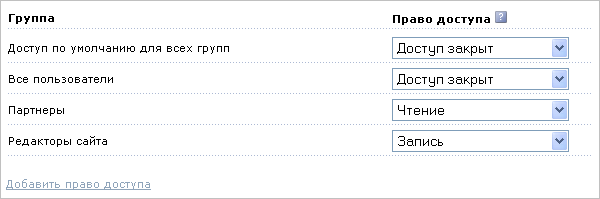 Группа Право доступа ?
Доступ по умолчанию для всех групп Доступ закрыт
Все пользователи Доступ закрыт
Партнеры Чтение
Редакторы сайта Запись
Добавить право доступа